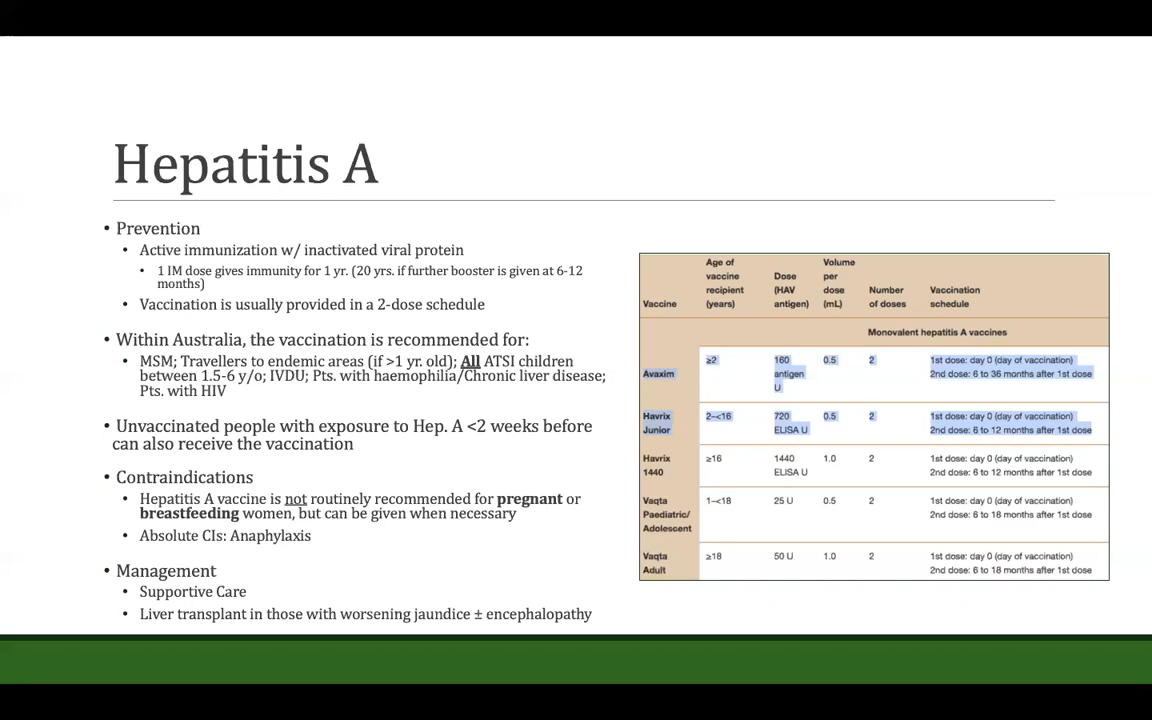 Hepatitis A
• Prevention
• Active immunization w/ inactivated viral protein
• 1 IM dose gives immunity for 1 yr. (20 yrs. if further booster is given at 6-12
months)
• Vaccination is usually provided in a 2-dose schedule
• Within Australia, the vaccination is recommended for:
• MSM; Travellers to endemic areas (if >1 yr. old); All ATSI children
between 1.5-6 y/o; IVDU; Pts. with haemophilia/Chronic liver disease;
Pts. with HIV
• Unvaccinated people with exposure to Hep. A <2 weeks before
can also receive the vaccination
• Contraindications
• Hepatitis A vaccine is not routinely recommended for pregnant or
breastfeeding women, but can be given when necessary
• Absolute CIs: Anaphylaxis
• Management
• Supportive Care
• Liver transplant in those with worsening jaundice ± encephalopathy
Age of Volume
vaccine Dose per
recipient (HAV dose Number Vaccination
Vaccine (years) antigen) (mL) of doses schedule
Monovalent hepatitis A vaccines
≥2 160 0.5 2 1st dose: day 0 (day of vaccination)
Avaxim antigen 2nd dose: 6 to 36 months after 1st dose
U
Havrix 2–<16 720 0.5 2 1st dose: day 0 (day of vaccination)
Junior ELISA U 2nd dose: 6 to 12 months after 1st dose
Havrix ≥16 1440 1.0 2 1st dose: day 0 (day of vaccination)
1440 ELISA U 2nd dose: 6 to 12 months after 1st dose
Vaqta 1–<18 25 U 0.5 2 1st dose: day 0 (day of vaccination)
Paediatric/ 2nd dose: 6 to 18 months after 1st dose
Adolescent
Vaqta ≥18 50 U 1.0 2 1st dose: day 0 (day of vaccination)
Adult 2nd dose: 6 to 18 months after 1st dose